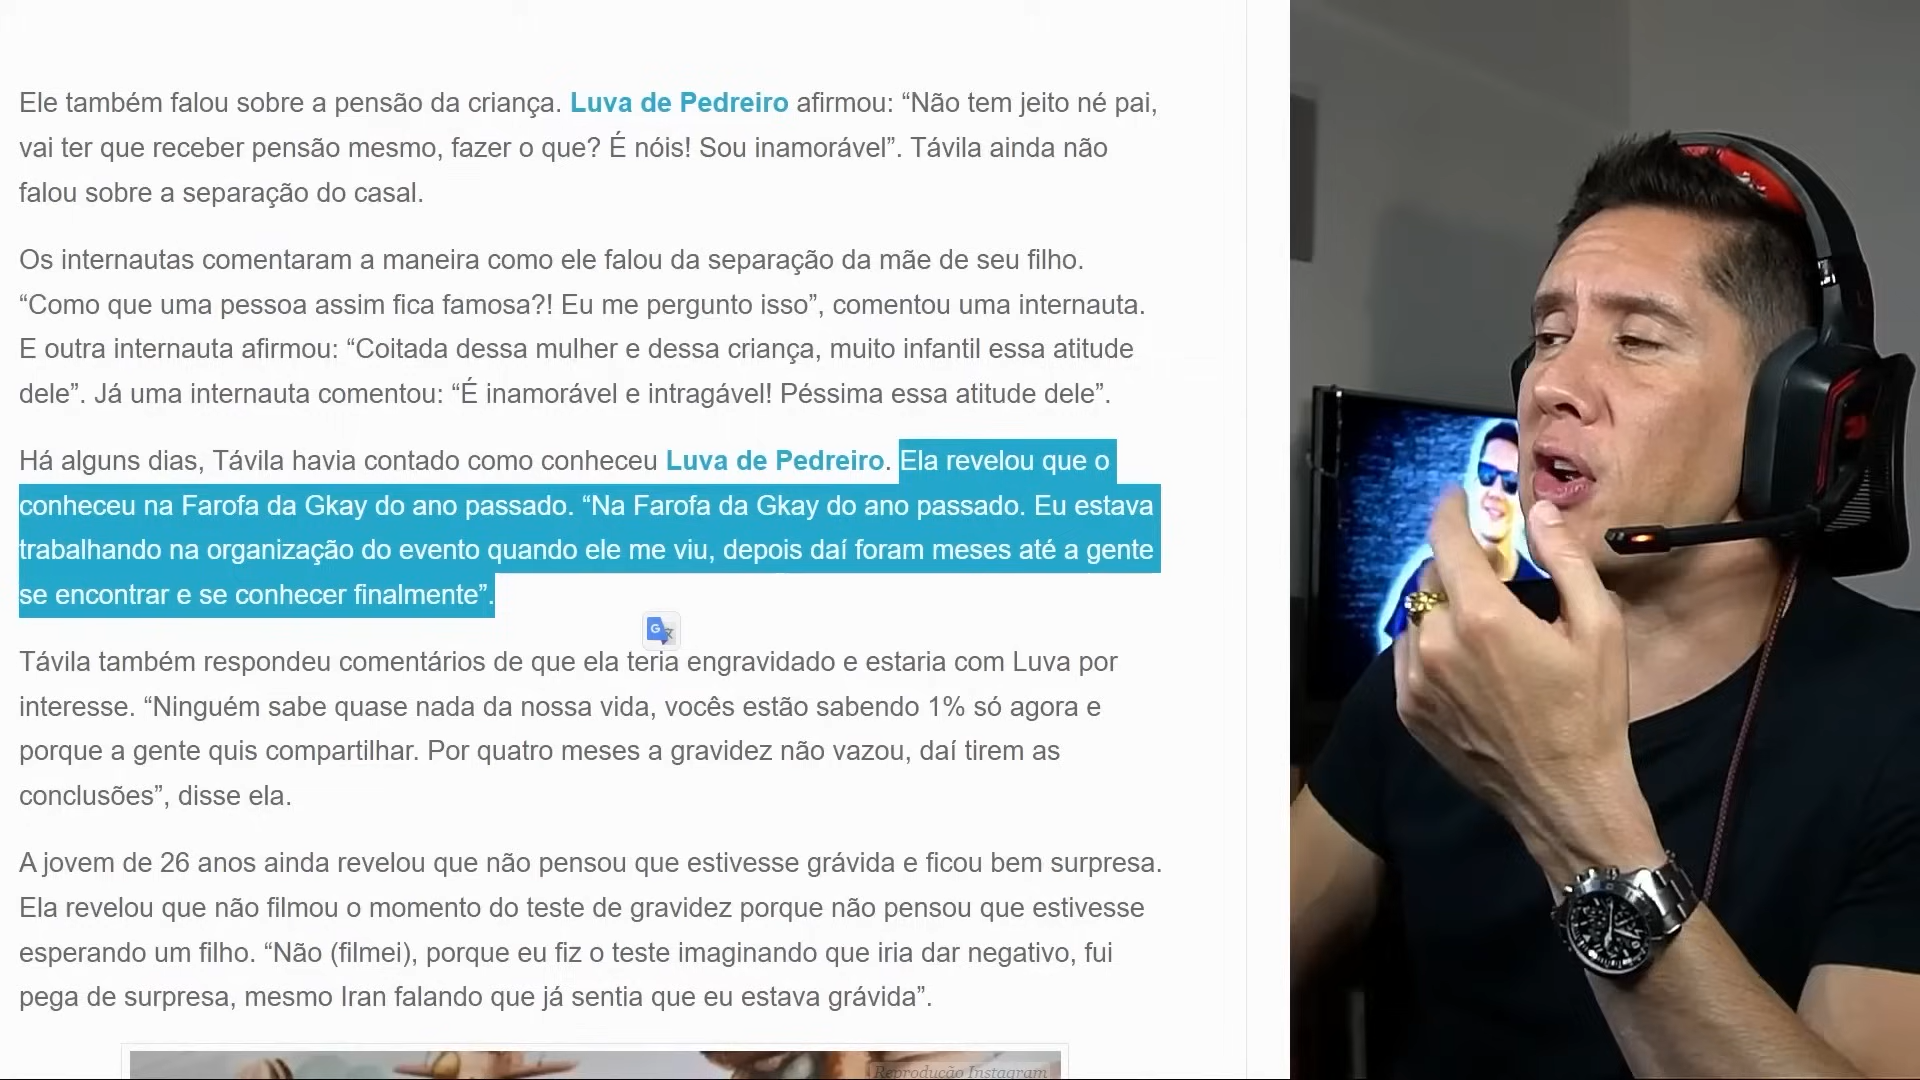 Ele também falou sobre a pensão da criança. Luva de Pedreiro afirmou: “Não tem jeito né pai,
vai ter que receber pensão mesmo, fazer o que? É nóis! Sou inamorável”. Távila ainda não
falou sobre a separação do casal.
Os internautas comentaram a maneira como ele falou da separação da mãe de seu filho.
“Como que uma pessoa assim fica famosa?! Eu me pergunto isso”, comentou uma internauta.
E outra internauta afirmou: “Coitada dessa mulher e dessa criança, muito infantil essa atitude
dele”. Já uma internauta comentou: “É inamorável e intragável! Péssima essa atitude dele”.
Há alguns dias, Távila havia contado como conheceu Luva de Pedreiro. Ela revelou que o
conheceu na Farofa da Gkay do ano passado. “Na Farofa da Gkay do ano passado. Eu estava
trabalhando na organização do evento quando ele me viu, depois daí foram meses até a gente
se encontrar e se conhecer finalmente”.
Távila também respondeu comentários de que ela teria engravidado e estaria com Luva por
interesse. “Ninguém sabe quase nada da nossa vida, vocês estão sabendo 1% só agora e
porque a gente quis compartilhar. Por quatro meses a gravidez não vazou, daí tirem as
conclusões”, disse ela.
A jovem de 26 anos ainda revelou que não pensou que estivesse grávida e ficou bem surpresa.
Ela revelou que não filmou o momento do teste de gravidez porque não pensou que estivesse
esperando um filho. “Não (filmei), porque eu fiz o teste imaginando que iria dar negativo, fui
pega de surpresa, mesmo Iran falando que já sentia que eu estava grávida”.
Reprodução Instagram